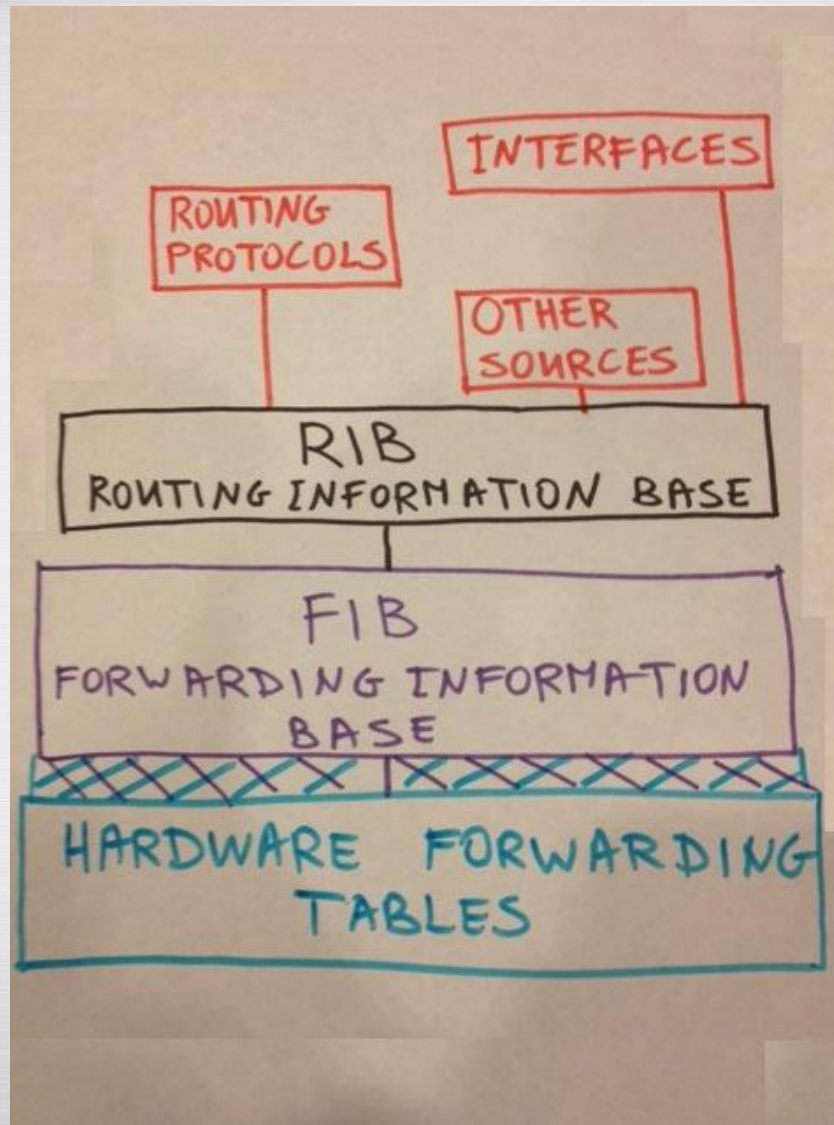 INTERFACES
ROUTING
PROTOCOLS
OTHER
SOURCES
RIB
ROUTING INFORMATION BASE
FIB
FORWARDING INFORMATION
BASE
HARDWARE FORWARDING
TABLES